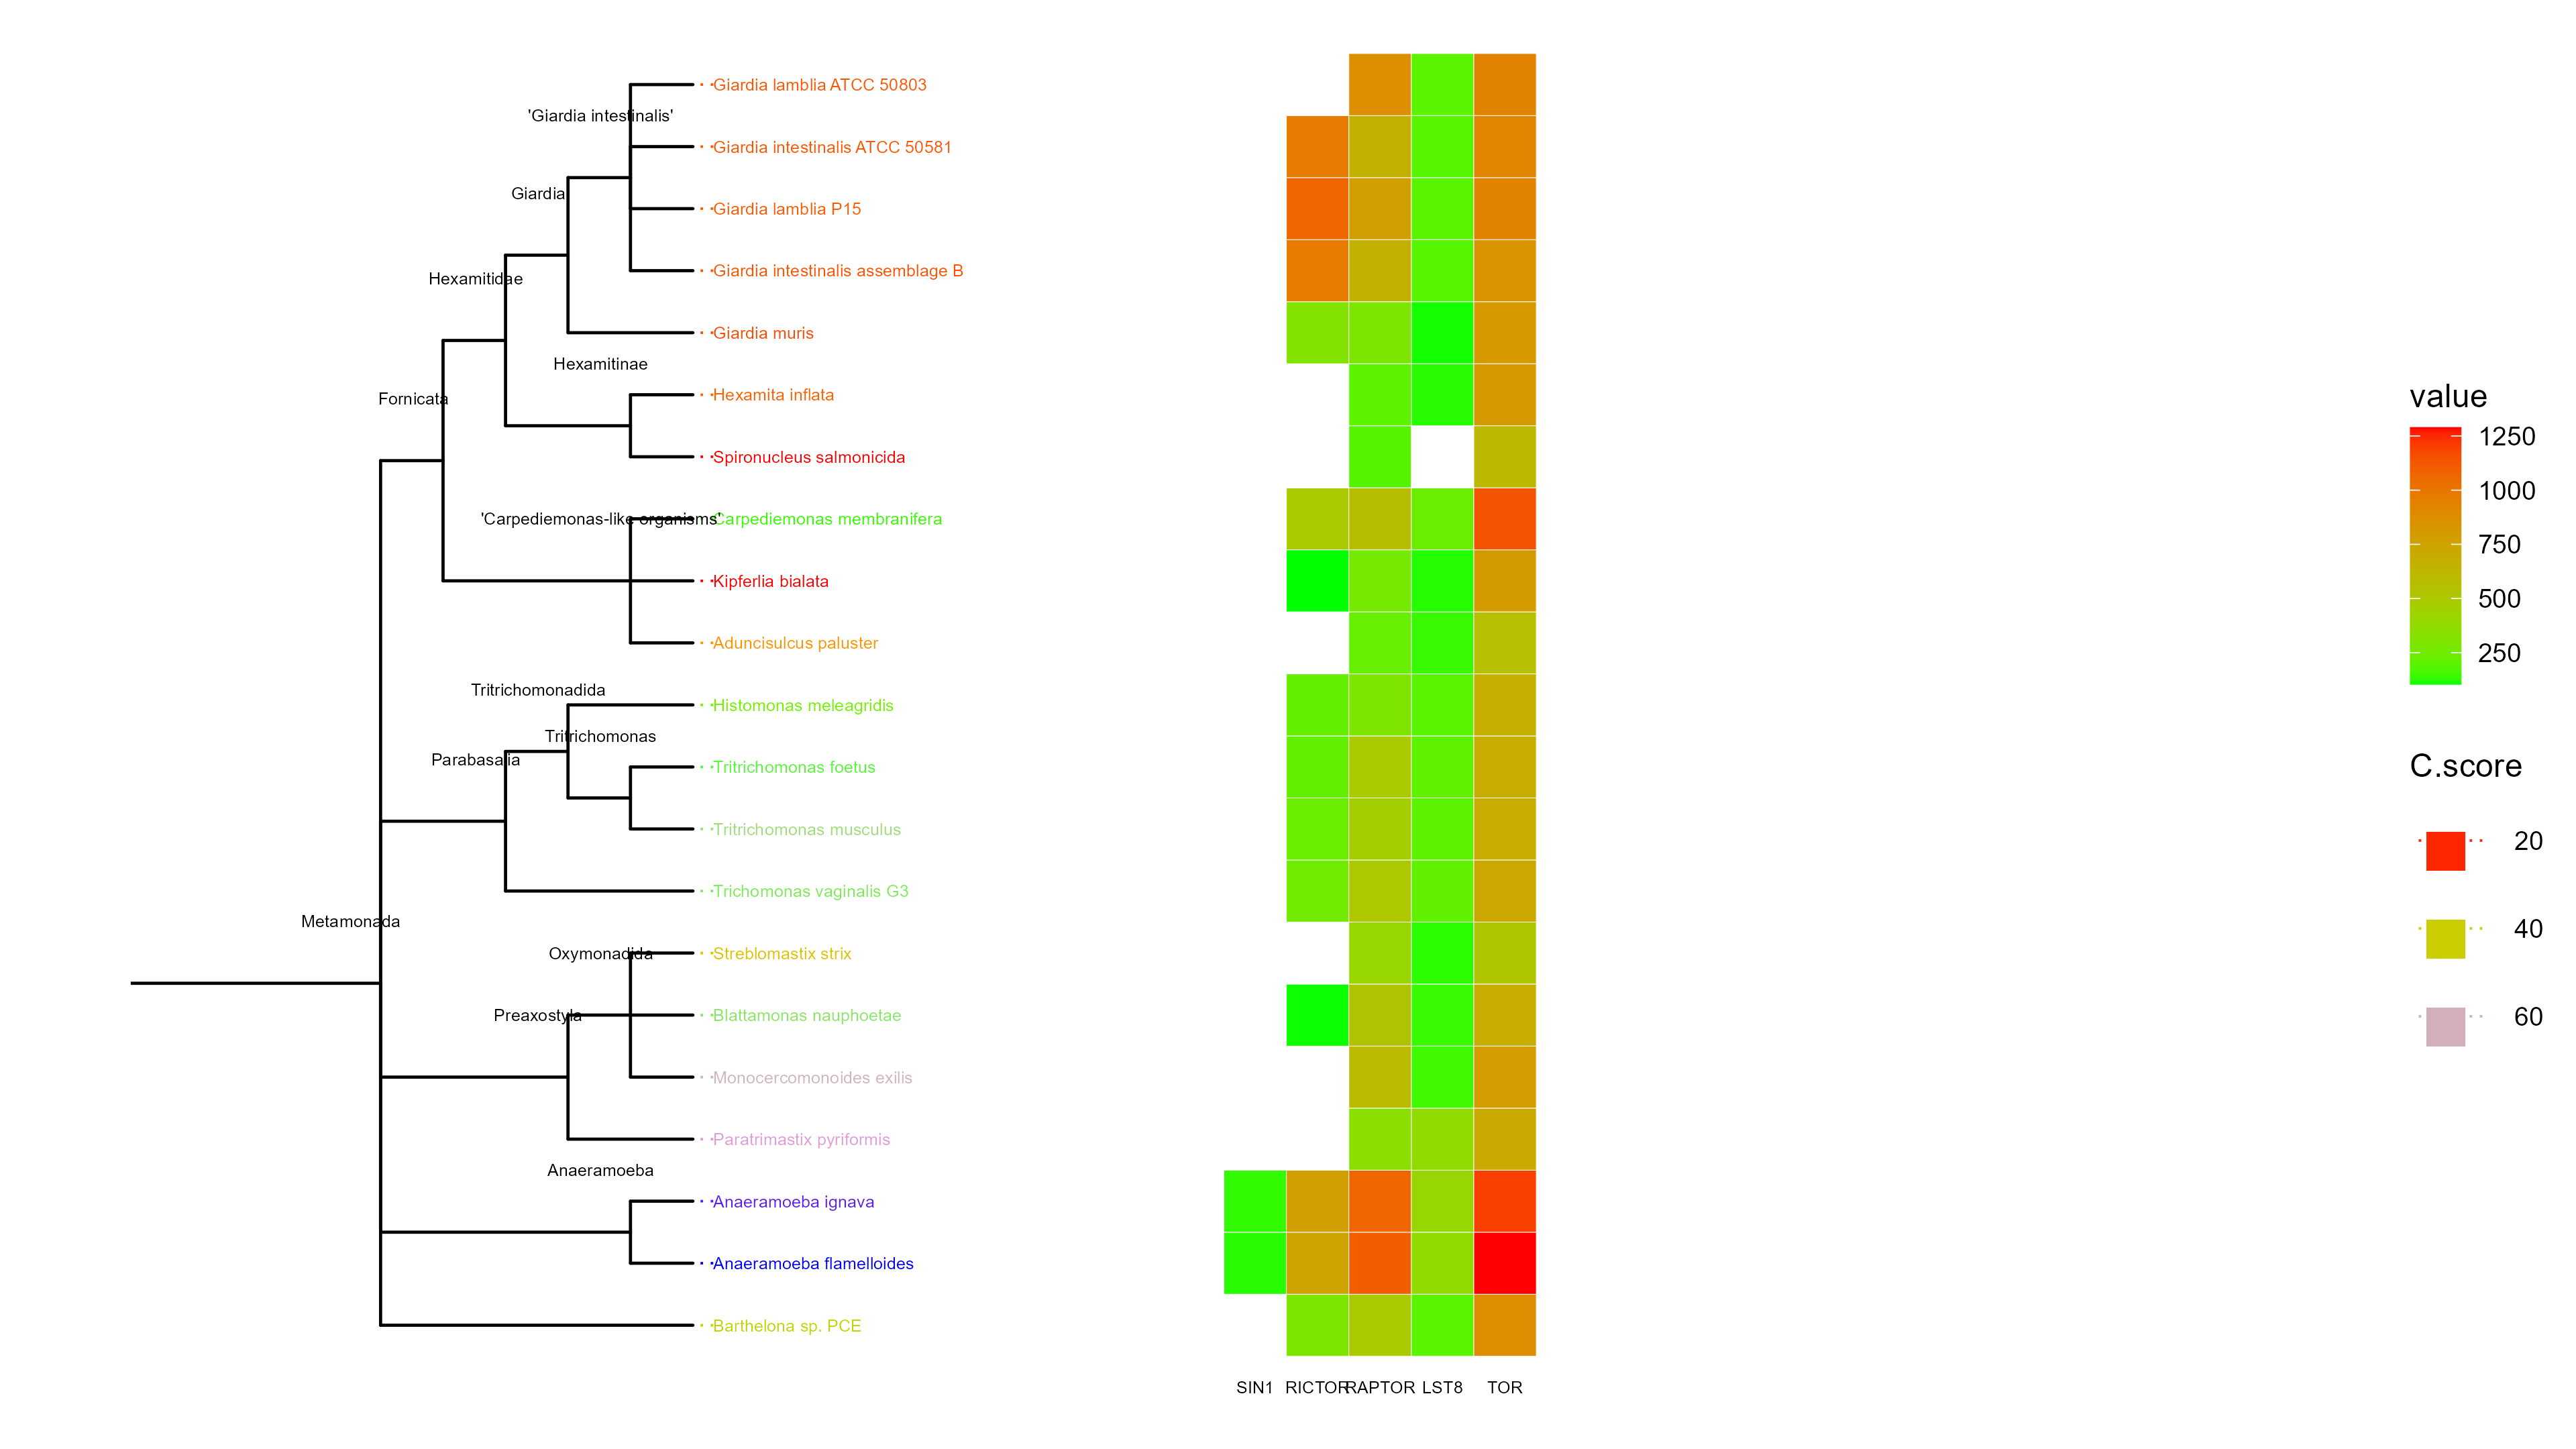 Giardia lamblia ATCC 50803
'Giardia intestinalis'
Giardia intestinalis ATCC 50581
Giardia
Giardia lamblia P15
Hexamitidae
Giardia intestinalis assemblage B
Giardia muris
Hexamitinae
Fornicata
Hexamita inflata
Spironucleus salmonicida
'Carpediemonas-like organisms'
Carpediemonas membranifera
Kipferlia bialata
Aduncisulcus paluster
Tritrichomonadida
Histomonas meleagridis
Tritrichomonas
Parabasalia
Tritrichomonas foetus
Tritrichomonas musculus
Trichomonas vaginalis G3
Metamonada
Oxymonadida
Streblomastix strix
Preaxostyla
Blattamonas nauphoetae
Monocercomonoides exilis
Paratrimastix pyriformis
Anaeramoeba
Anaeramoeba ignava
Anaeramoeba flamelloides
Barthelona sp. PCE
SIN1 RICTOR RAPTOR LST8 TOR
value
1250
1000
750
500
250
C.score
20
40
60